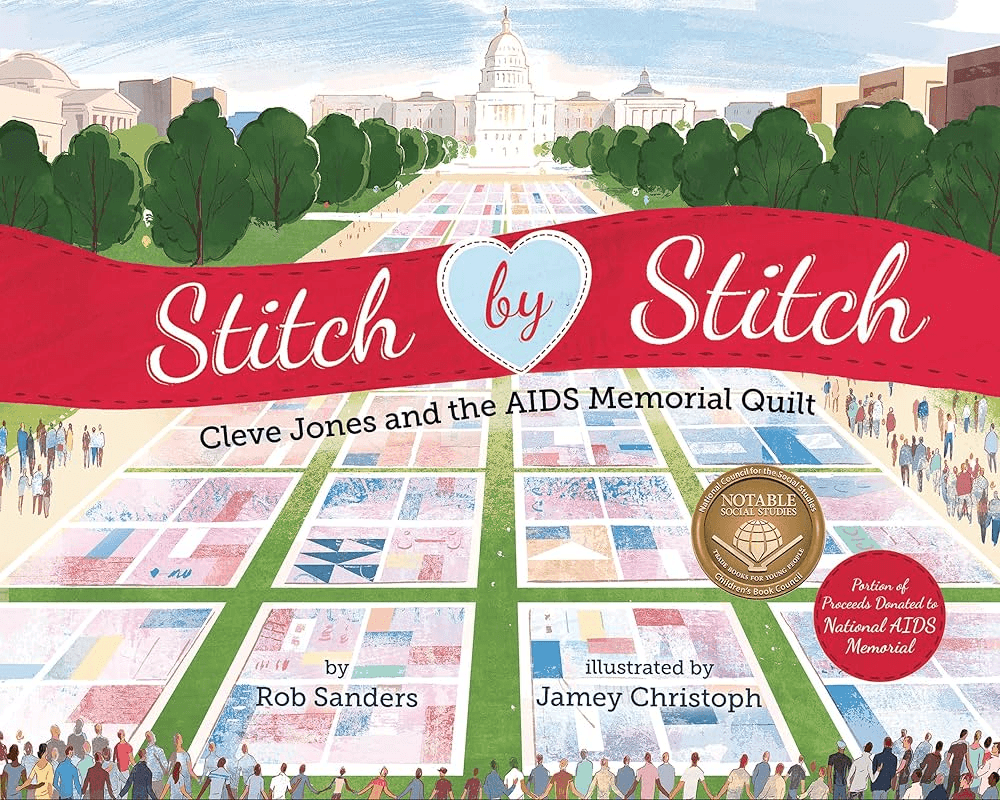 Stitch by Stitch
Cleve Jones and the AIDS Memorial Quilt
National Council for the Social Studies
NOTABLE
SOCIAL STUDIES
TRADE BOOKS FOR YOUNG PEOPLE
Children's Book Council
Portion of
Proceeds Donated to
National AIDS
Memorial
by
Rob Sanders
illustrated by
Jamey Christoph